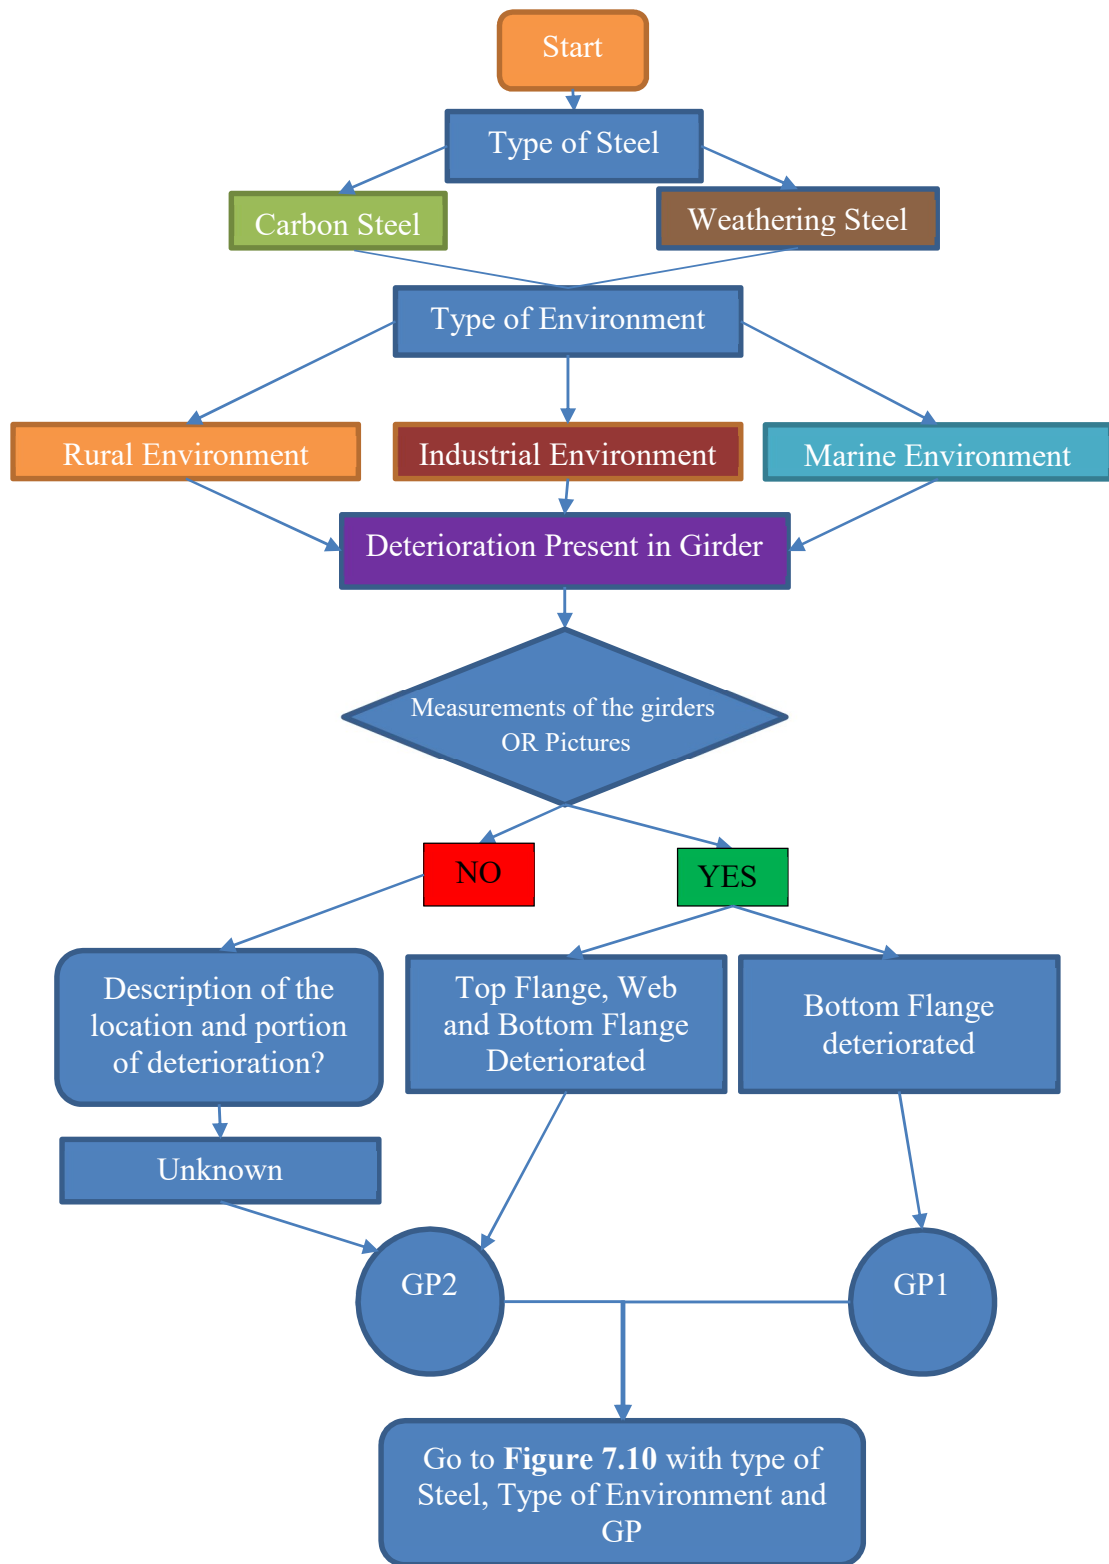 Start
Type of Steel
Carbon Steel
Weathering Steel
Type of Environment
Rural Environment
Industrial Environment
Marine Environment
Deterioration Present in Girder
Measurements of the girders
OR Pictures
NO
YES
Description of the
location and portion
of deterioration?
Top Flange, Web
and Bottom Flange
Deteriorated
Bottom Flange
deteriorated
Unknown
GP2
GP1
Go to Figure 7.10 with type of
Steel, Type of Environment and
GP